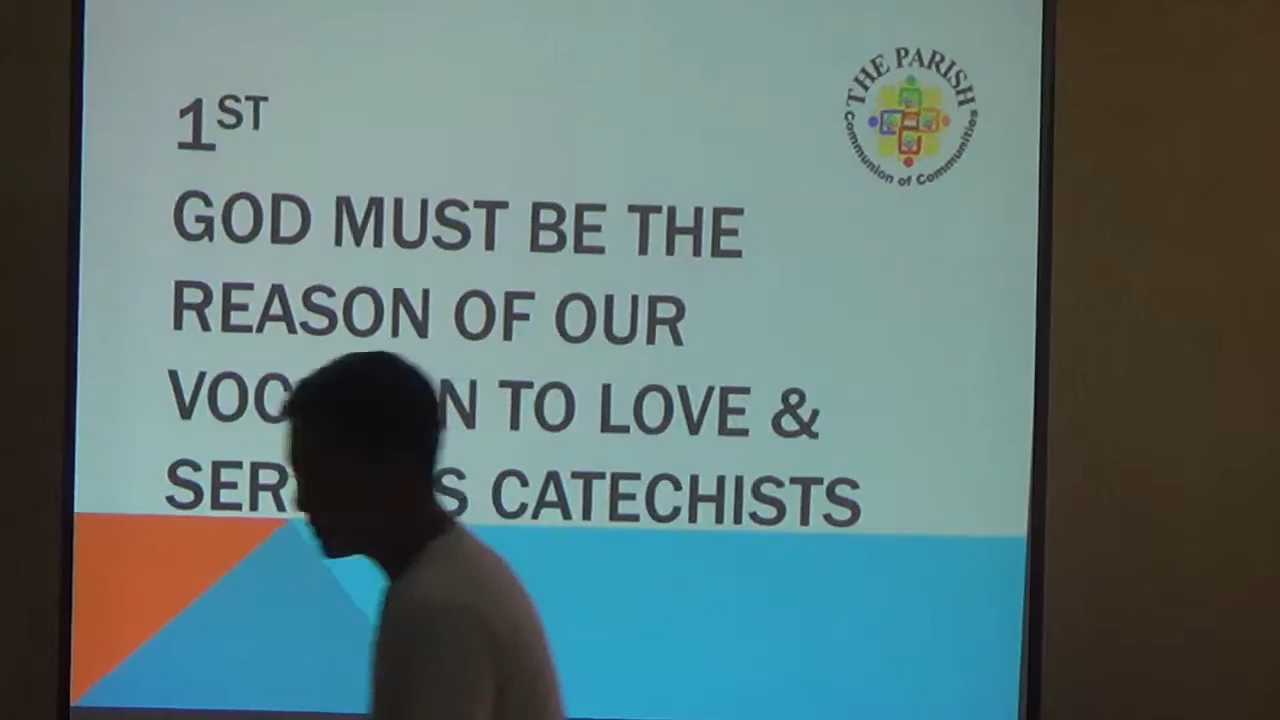 THE PARISH
Communion of Communities
1ST
GOD MUST BE THE
REASON OF OUR
TO LOVE &
CATECHISTS